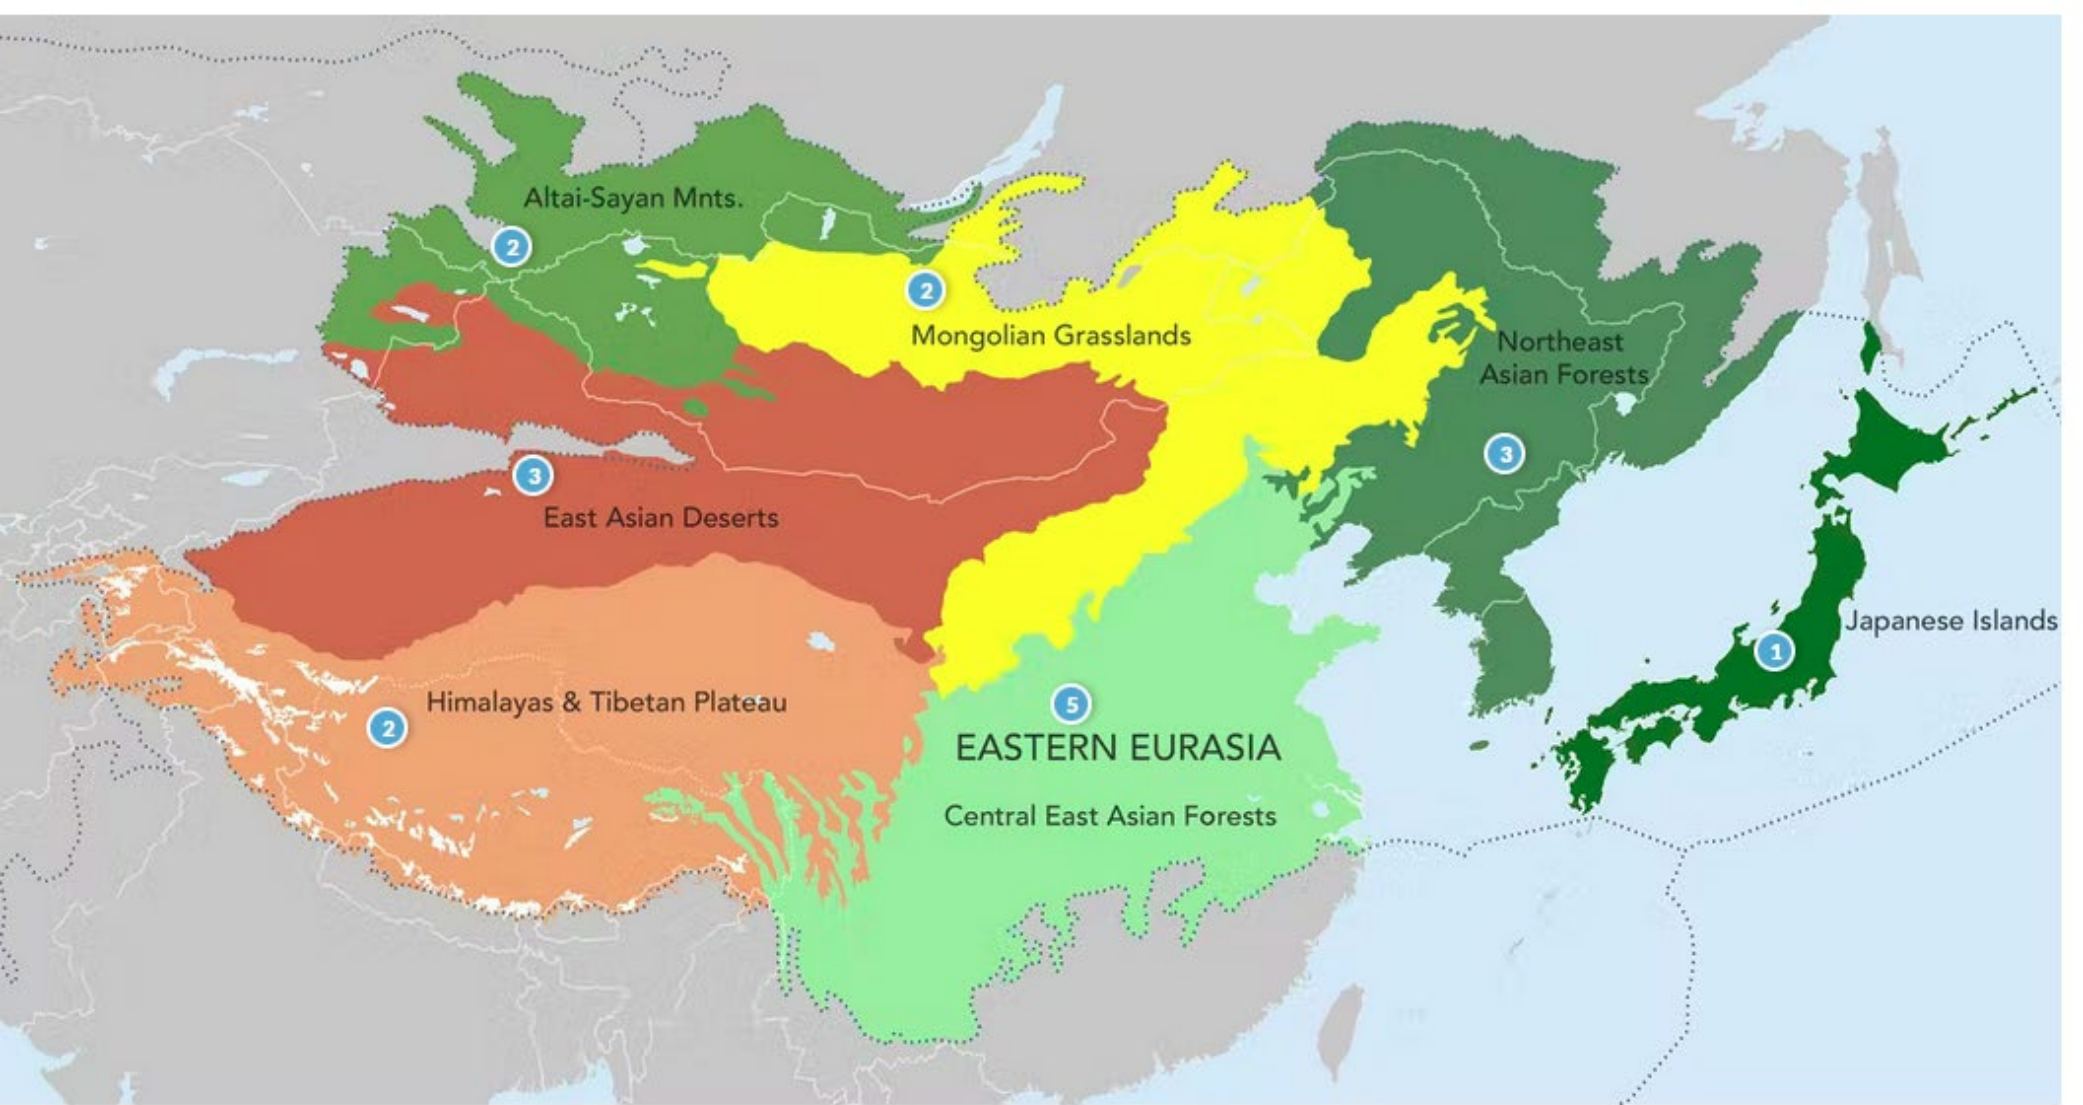 Altai-Sayan Mnts.
2
2
Mongolian Grasslands
Northeast
Asian Forests
3
3
East Asian Deserts
Japanese Islands
1
Himalayas & Tibetan Plateau
2
5
EASTERN EURASIA
Central East Asian Forests